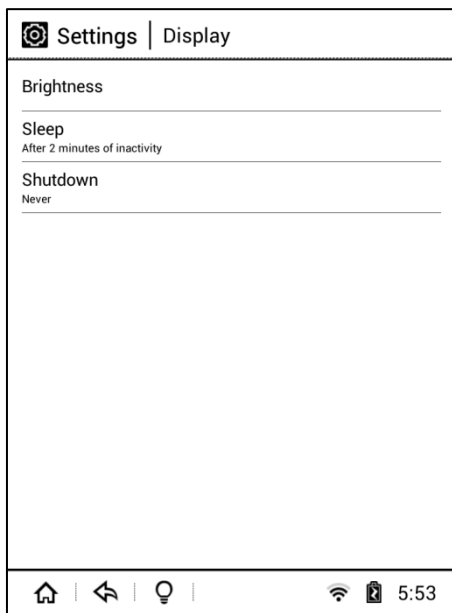 Settings | Display
Brightness
Sleep
After 2 minutes of inactivity
Shutdown
Never
5:53